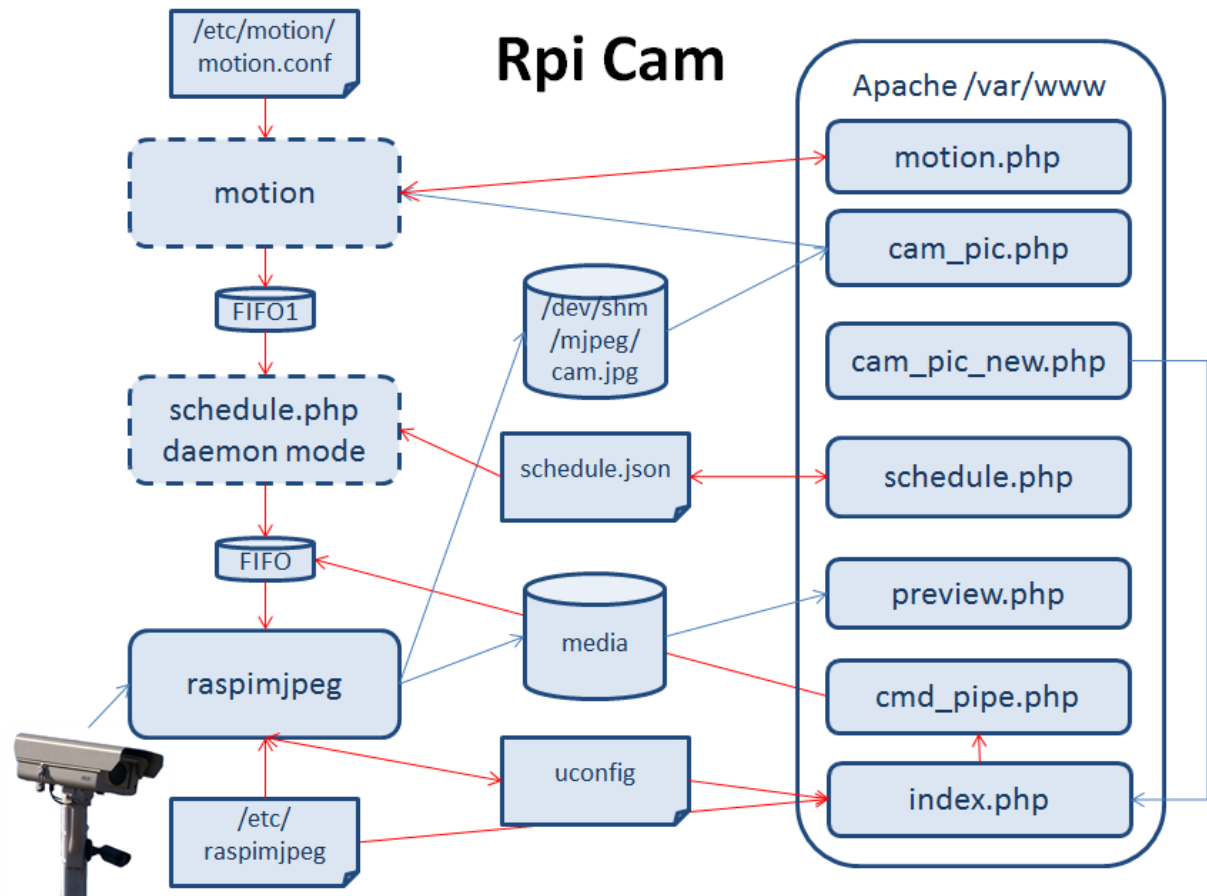 Rpi Cam
/etc/motion/
motion.conf
motion
FIFO1
schedule.php
daemon mode
FIFO
raspimjpeg
/etc/
raspimjpeg
/dev/shm
/mjpeg/
cam.jpg
schedule.json
media
uconfig
Apache /var/www
motion.php
cam_pic.php
cam_pic_new.php
schedule.php
preview.php
cmd_pipe.php
index.php